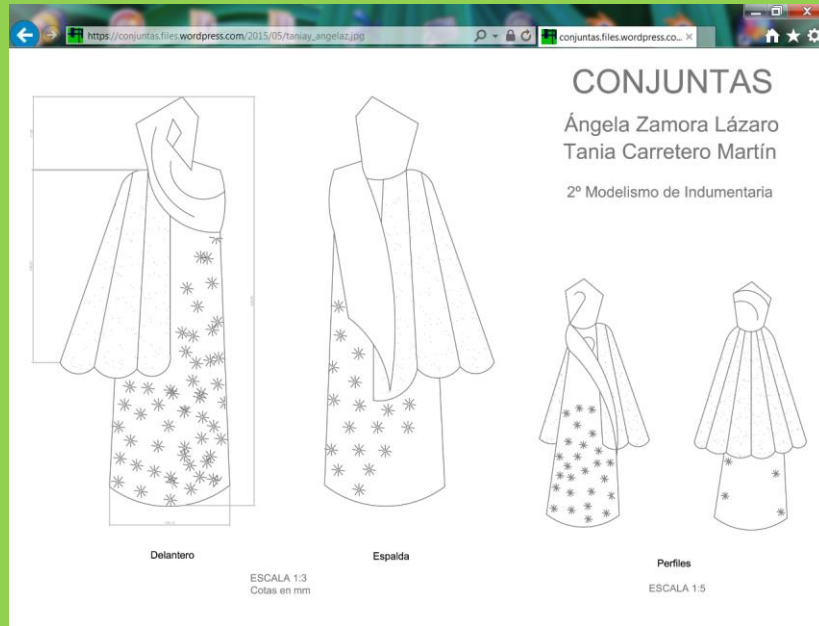 https://conjuntas.files.wordpress.com/2015/05/taniay_angelaz.jpg
conjuntas.files.wordpress.co...
CONJUNTAS
Ángela Zamora Lázaro
Tania Carretero Martín
2º Modelismo de Indumentaria
Delantero
Espalda
Perfiles
ESCALA 1:3
Cotas en mm
ESCALA 1:5